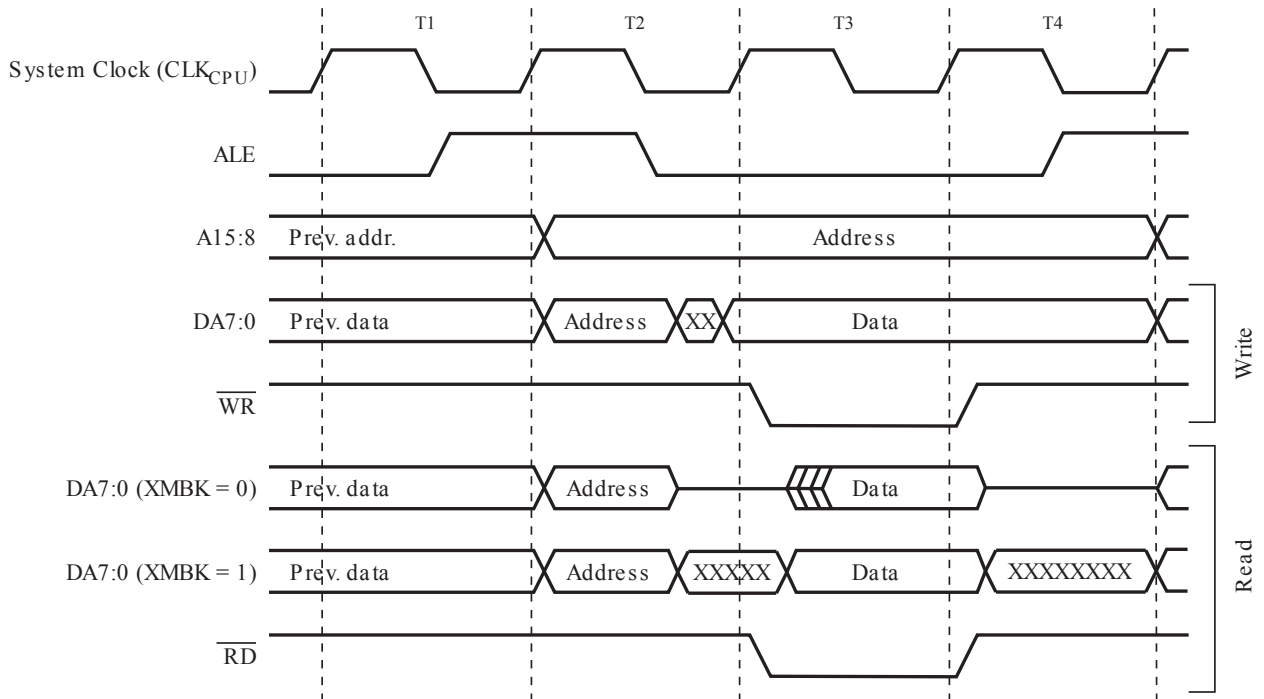 T1 T2 T3 T4
System Clock (CLKCPU)
ALE
A15:8 Prev. addr. Address
DA7:0 Prev. data Address XX Data
WR
Write
DA7:0 (XMBK = 0) Prev. data Address Data
DA7:0 (XMBK = 1) Prev. data Address XXXXX Data XXXXXXXX
RD
Read